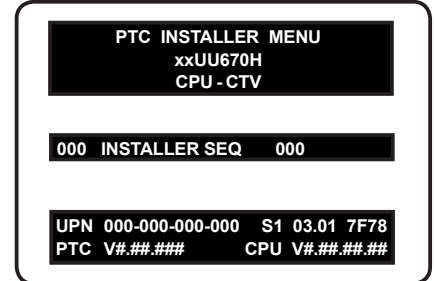 PTC INSTALLER MENU
xxUU670H
CPU - CTV
000 INSTALLER SEQ 000
UPN 000-000-000-000 S1 03.01 7F78
PTC V#.##.### CPU V#.##.##.##